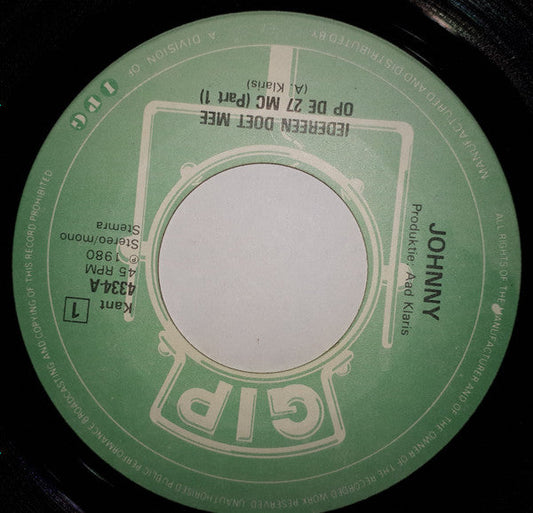 GIP
Kant 1
4334-A
45 RPM
℗ 1980
Stereo/mono
Stemra
JOHNNY
Produktie: Aad Klaris
IEDEREEN DOET MEE
OP DE 27 MC (Part 1)
(A. Klaris)
ALL RIGHTS OF THE MANUFACTURER AND OF THE OWNER OF THE RECORDED WORK RESERVED. UNAUTHORISED PUBLIC PERFORMANCE BROADCASTING AND COPYING OF THIS RECORD PROHIBITED
MANUFACTURED AND DISTRIBUTED BY
A DIVISION OF
IPG